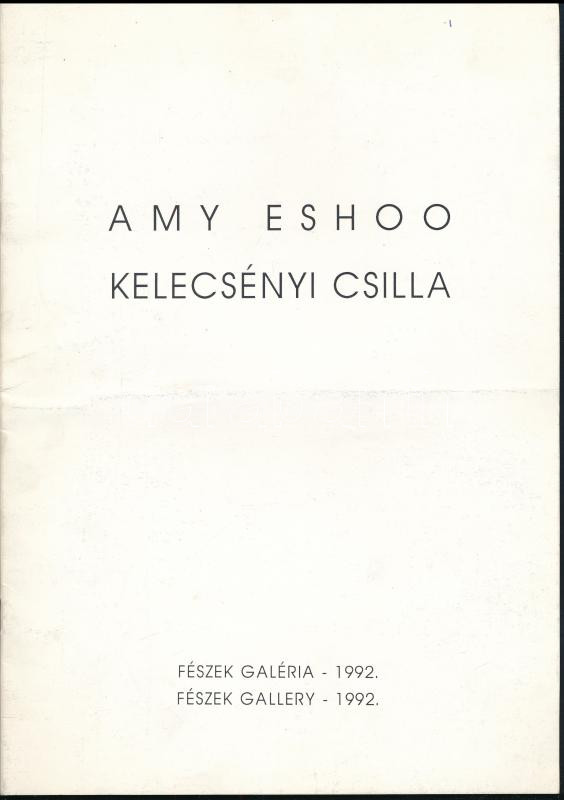 AMY ESHOO
KELECSÉNYI CSILLA
FÉSZEK GALÉRIA - 1992.
FÉSZEK GALLERY - 1992.